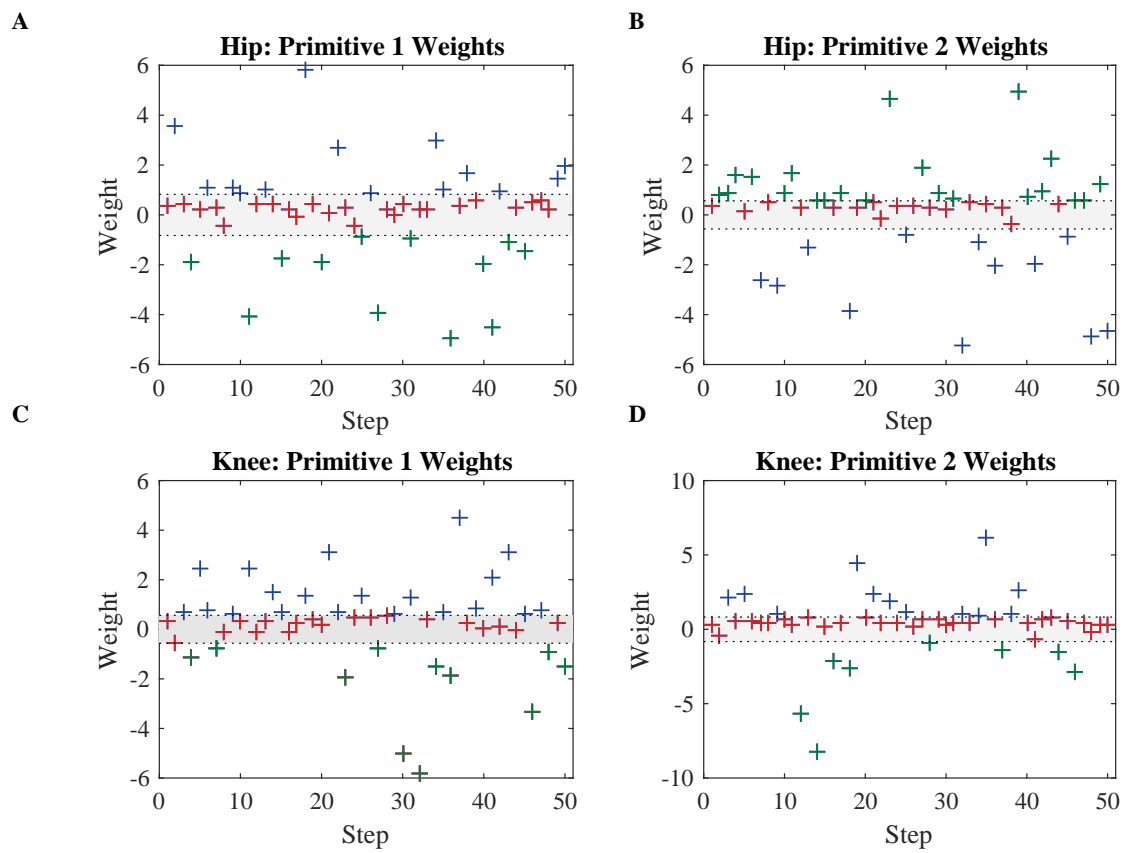 A
Hip: Primitive 1 Weights
6
4
2
0
-2
-4
-6
Weight
0 10 20 30 40 50
Step
B
Hip: Primitive 2 Weights
6
4
2
0
-2
-4
-6
Weight
0 10 20 30 40 50
Step
C
Knee: Primitive 1 Weights
6
4
2
0
-2
-4
-6
Weight
0 10 20 30 40 50
Step
D
Knee: Primitive 2 Weights
10
5
0
-5
-10
Weight
0 10 20 30 40 50
Step